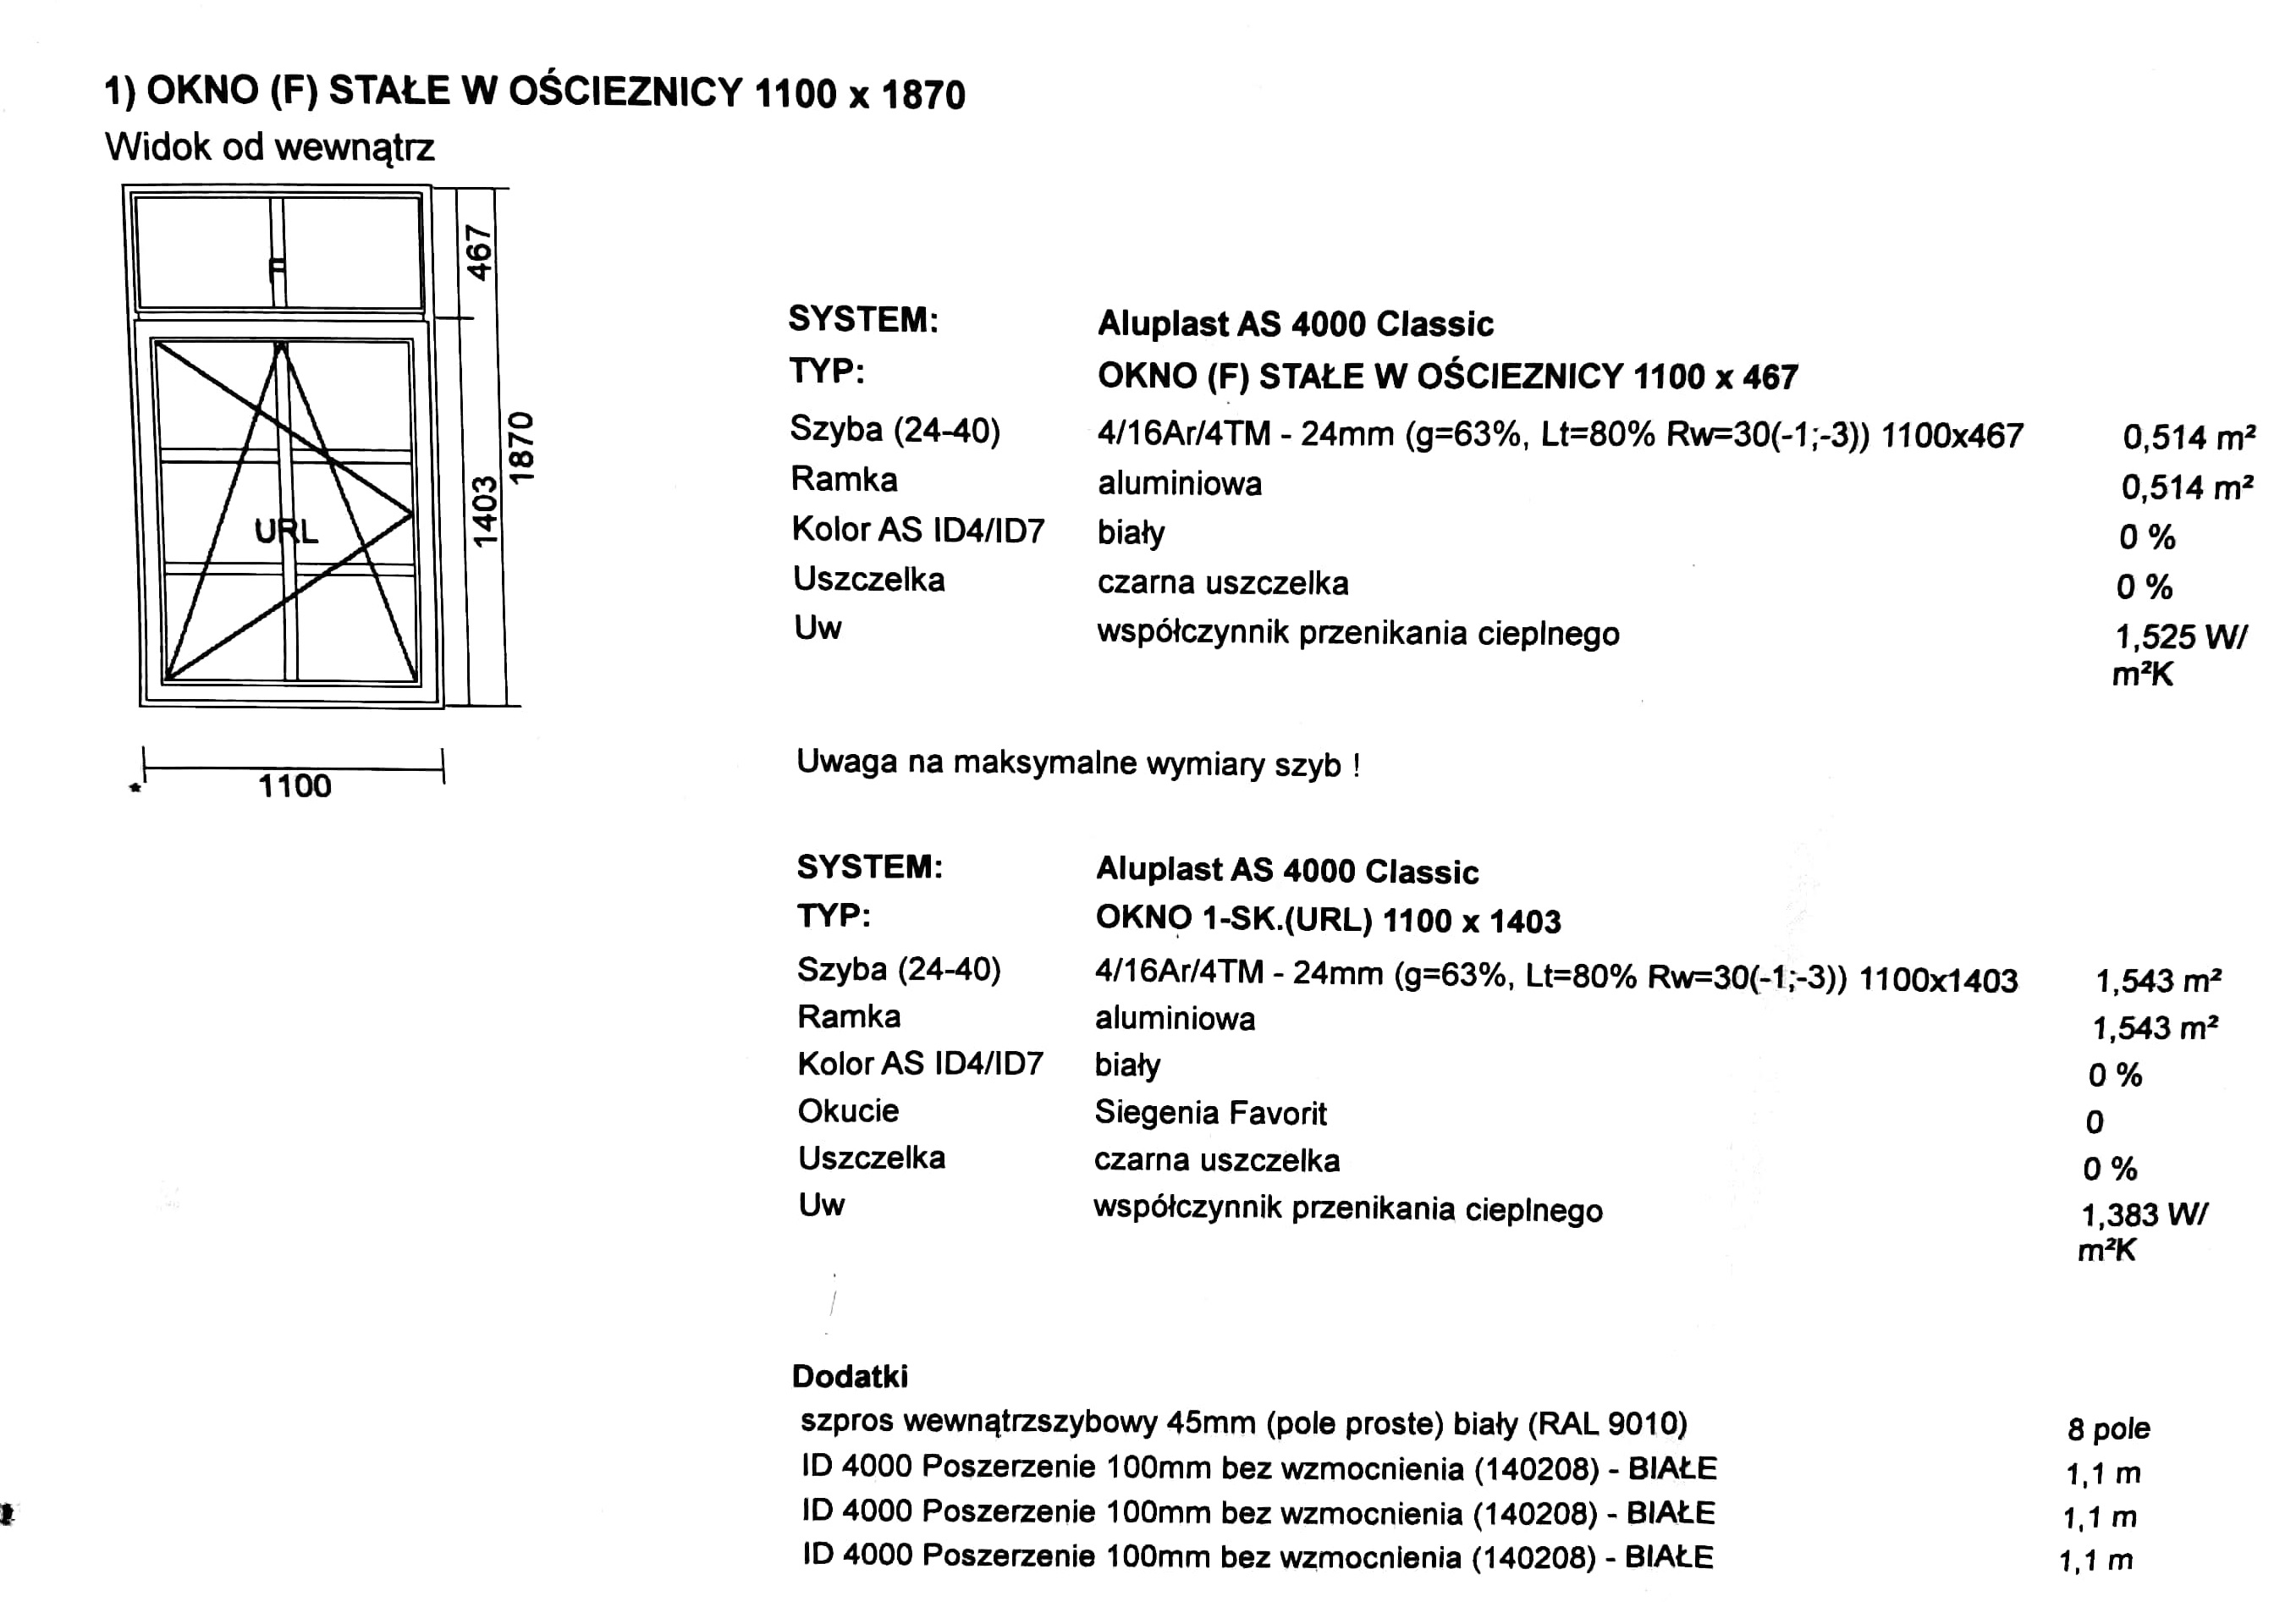 1) OKNO (F) STAŁE W OŚCIEZNICY 1100 x 1870
Widok od wewnątrz
467
F
1870
1403
URL
1100
SYSTEM: Aluplast AS 4000 Classic
TYP: OKNO (F) STAŁE W OŚCIEZNICY 1100 x 467
Szyba (24-40) 4/16Ar/4TM - 24mm (g=63%, Lt=80% Rw=30(-1;-3)) 1100x467 0,514 m²
Ramka aluminiowa 0,514 m²
Kolor AS ID4/ID7 biały 0 %
Uszczelka czarna uszczelka 0 %
Uw współczynnik przenikania cieplnego 1,525 W/
m²K
Uwaga na maksymalne wymiary szyb !
SYSTEM: Aluplast AS 4000 Classic
TYP: OKNO 1-SK.(URL) 1100 x 1403
Szyba (24-40) 4/16Ar/4TM - 24mm (g=63%, Lt=80% Rw=30(-1;-3)) 1100x1403 1,543 m²
Ramka aluminiowa 1,543 m²
Kolor AS ID4/ID7 biały 0 %
Okucie Siegenia Favorit 0
Uszczelka czarna uszczelka 0 %
Uw współczynnik przenikania cieplnego 1,383 W/
m²K
Dodatki
szpros wewnątrzszybowy 45mm (pole proste) biały (RAL 9010) 8 pole
ID 4000 Poszerzenie 100mm bez wzmocnienia (140208) - BIAŁE 1,1 m
ID 4000 Poszerzenie 100mm bez wzmocnienia (140208) - BIAŁE 1,1 m
ID 4000 Poszerzenie 100mm bez wzmocnienia (140208) - BIAŁE 1,1 m